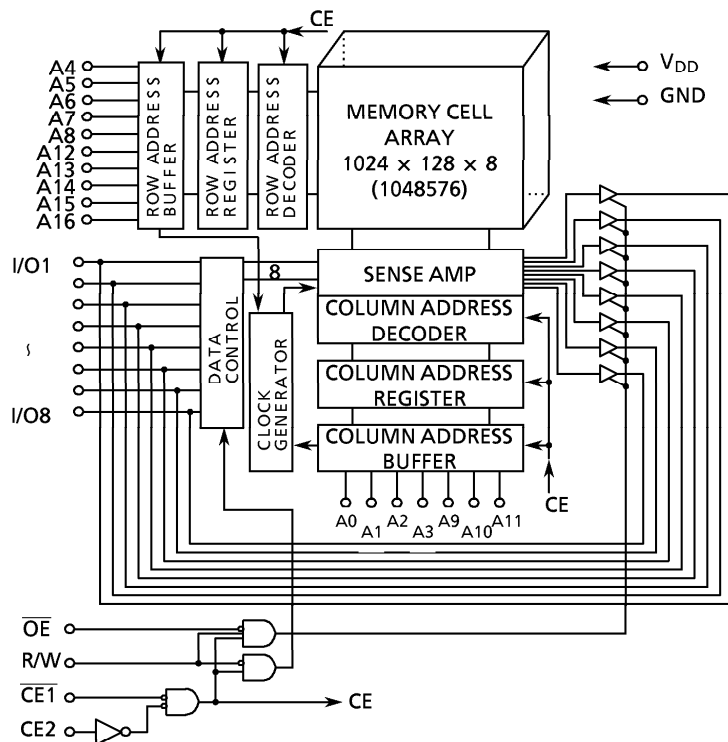 CE
A4
A5
A6
A7
A8
A12
A13
A14
A15
A16
ROW ADDRESS
BUFFER
ROW ADDRESS
REGISTER
ROW ADDRESS
DECODER
MEMORY CELL
ARRAY
1024 x 128 x 8
(1048576)
VDD
GND
I/O1
~
I/O8
DATA
CONTROL
8
CLOCK
GENERATOR
SENSE AMP
COLUMN ADDRESS
DECODER
COLUMN ADDRESS
REGISTER
COLUMN ADDRESS
BUFFER
CE
A0
A1
A2
A3
A9
A10
A11
OE
R/W
CE1
CE2
CE